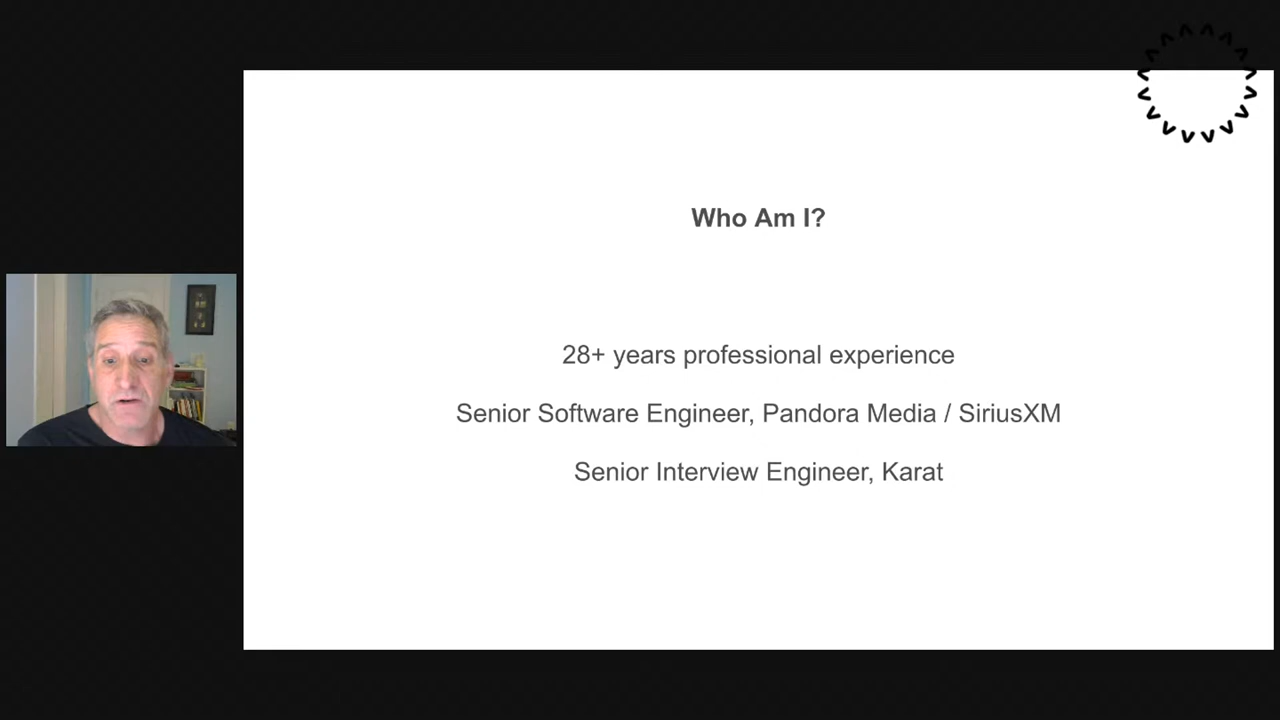 Who Am I?
28+ years professional experience
Senior Software Engineer, Pandora Media / SiriusXM
Senior Interview Engineer, Karat